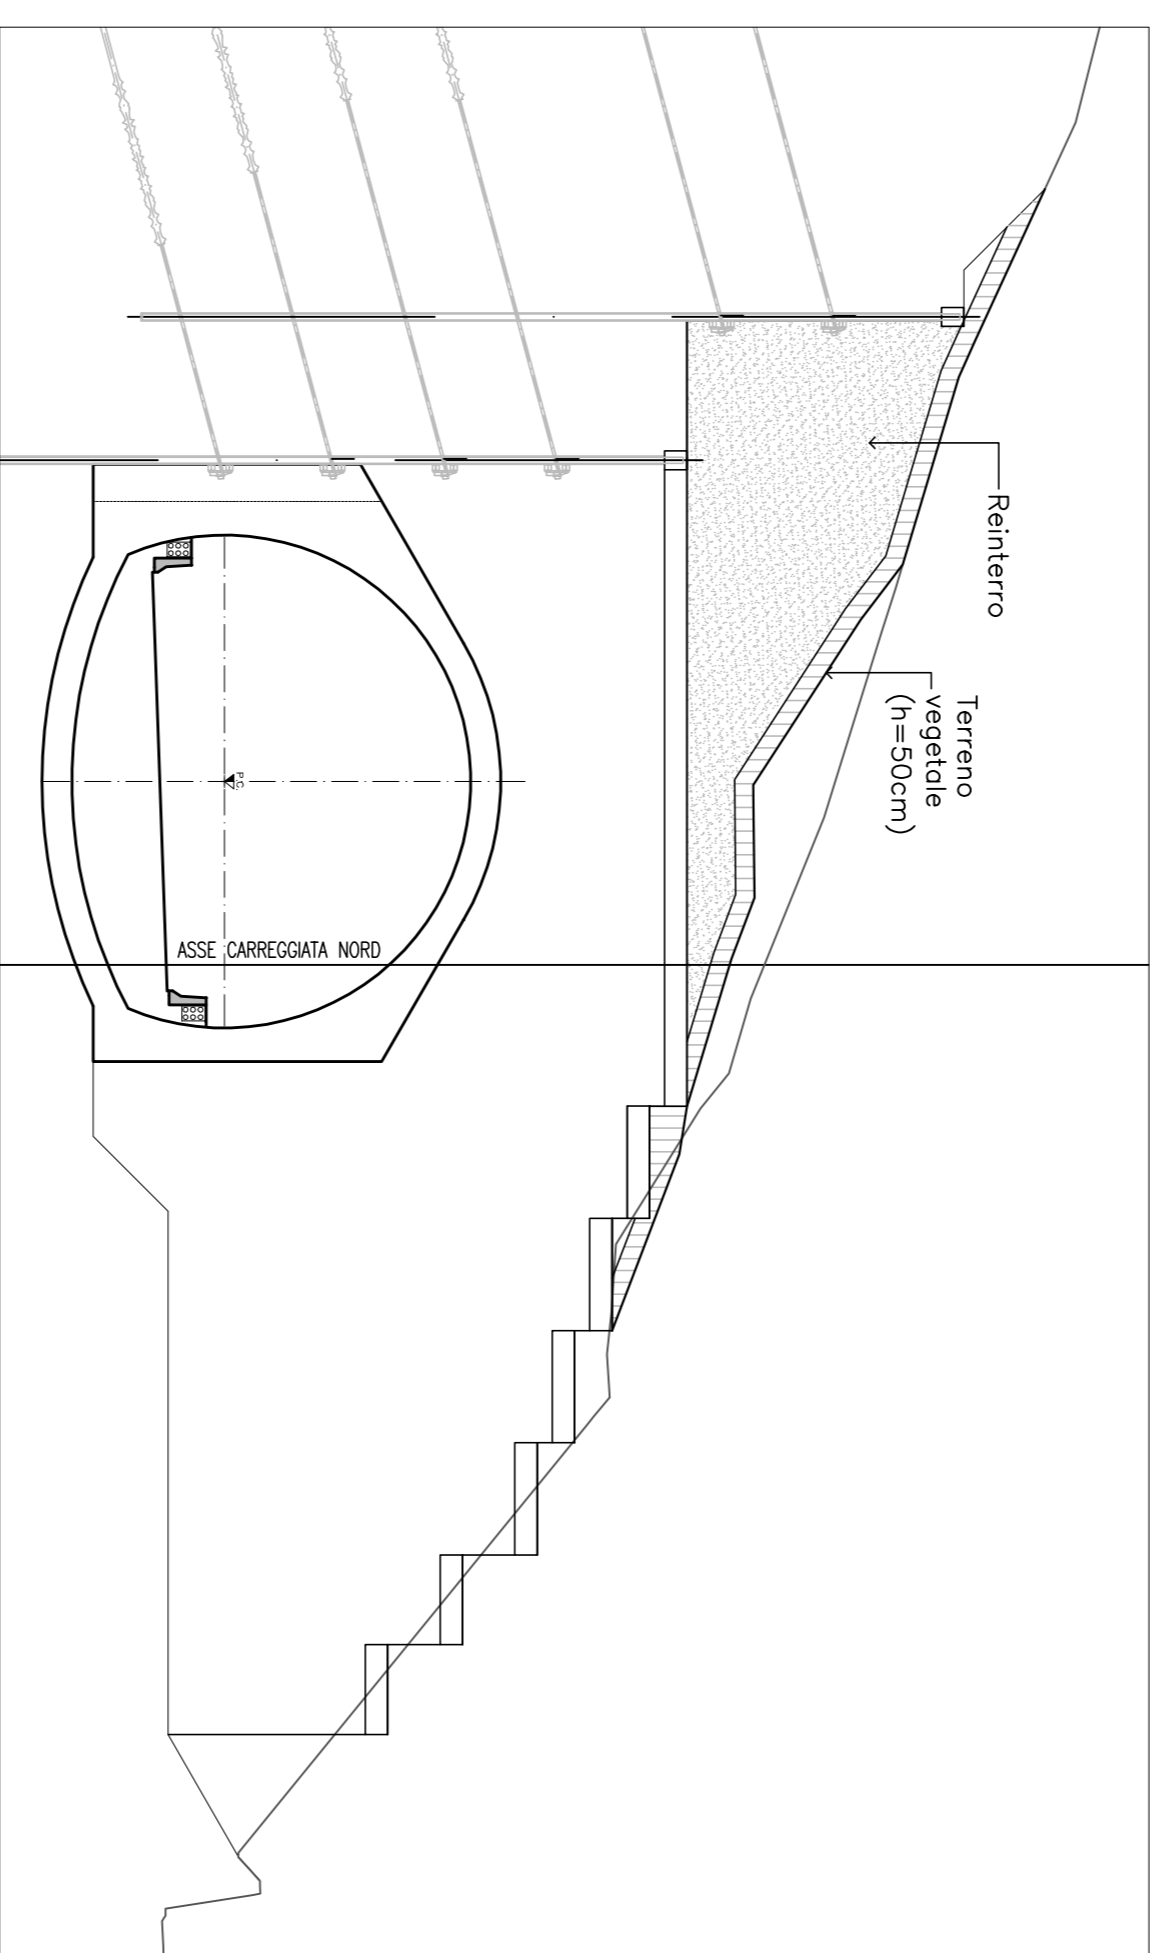 Reinterro
Terreno
vegetale
(h=50cm)
P.C.
ASSE CARREGGIATA NORD